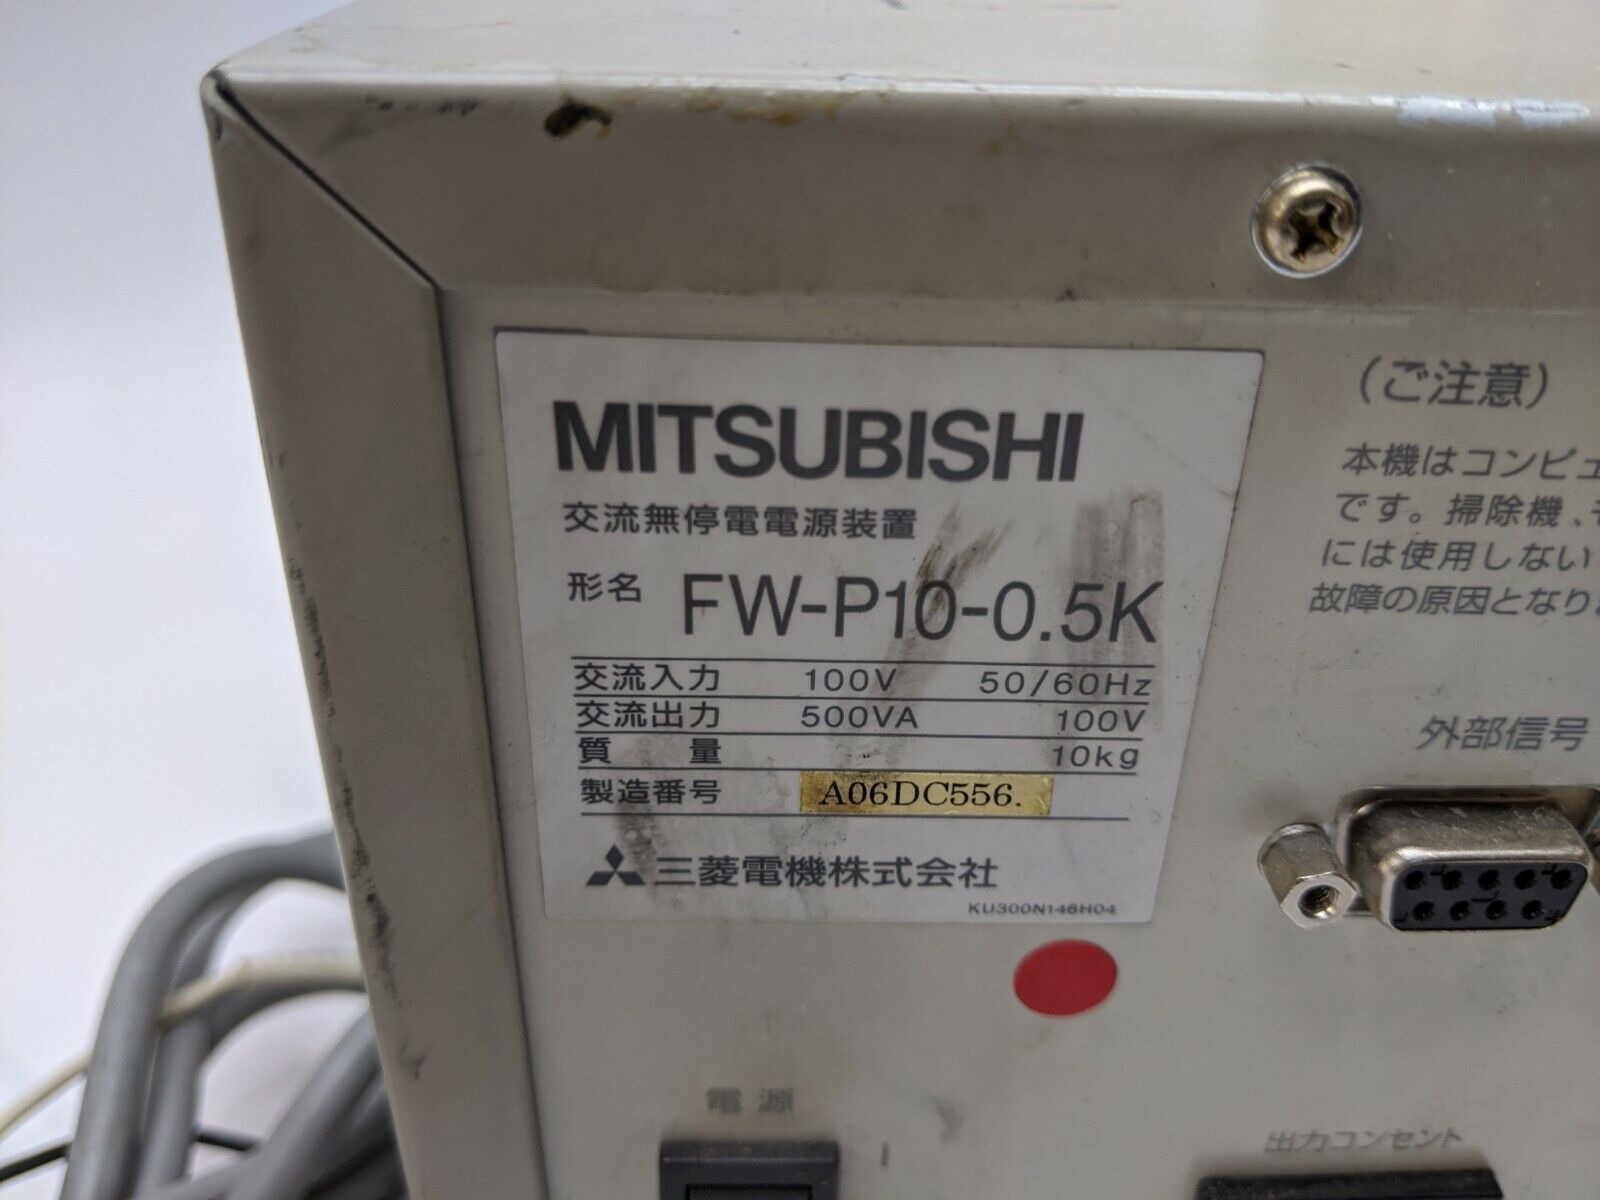 MITSUBISHI
交流無停電電源装置
形名 FW-P10-0.5K
交流入力 100V 50/60Hz
交流出力 500VA 100V
質量 10kg
製造番号 A06DC556.
三菱電機株式会社
KU300N146H04
(ご注意)
本機はコンピュ
です。掃除機、
には使用しない
故障の原因となり
外部信号
電源
I
出力コンセント